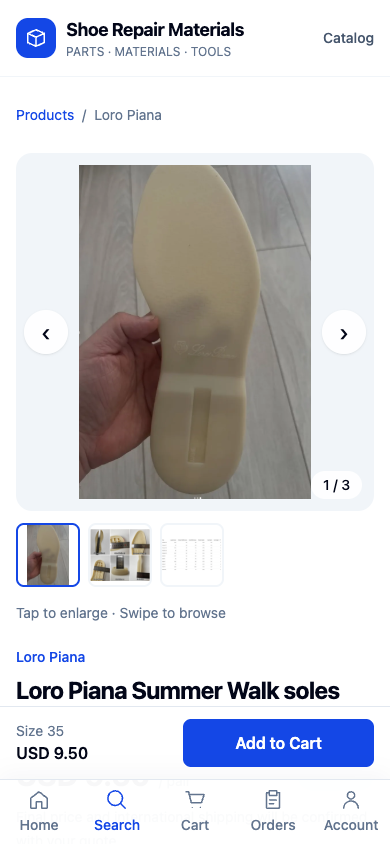 Shoe Repair Materials
PARTS · MATERIALS · TOOLS
Catalog
Products / Loro Piana
‹
›
1 / 3
Tap to enlarge · Swipe to browse
Loro Piana
Loro Piana Summer Walk soles
Size 35
USD 9.50
Add to Cart
Home
Search
Cart
Orders
Account